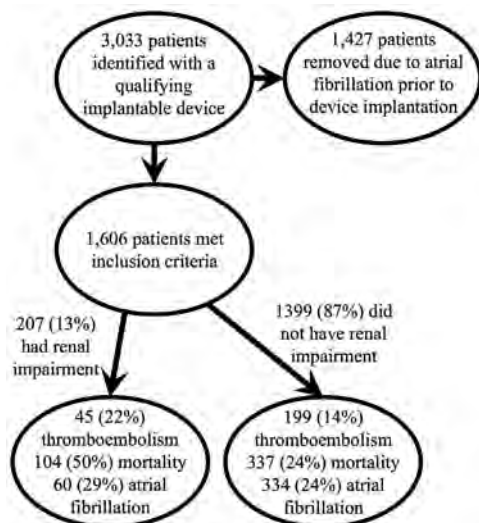 3,033 patients
identified with a
qualifying
implantable device
1,427 patients
removed due to atrial
fibrillation prior to
device implantation
1,606 patients met
inclusion criteria
207 (13%)
had renal
impairment
1399 (87%) did
not have renal
impairment
45 (22%)
thromboembolism
104 (50%) mortality
60 (29%) atrial
fibrillation
199 (14%)
thromboembolism
337 (24%) mortality
334 (24%) atrial
fibrillation